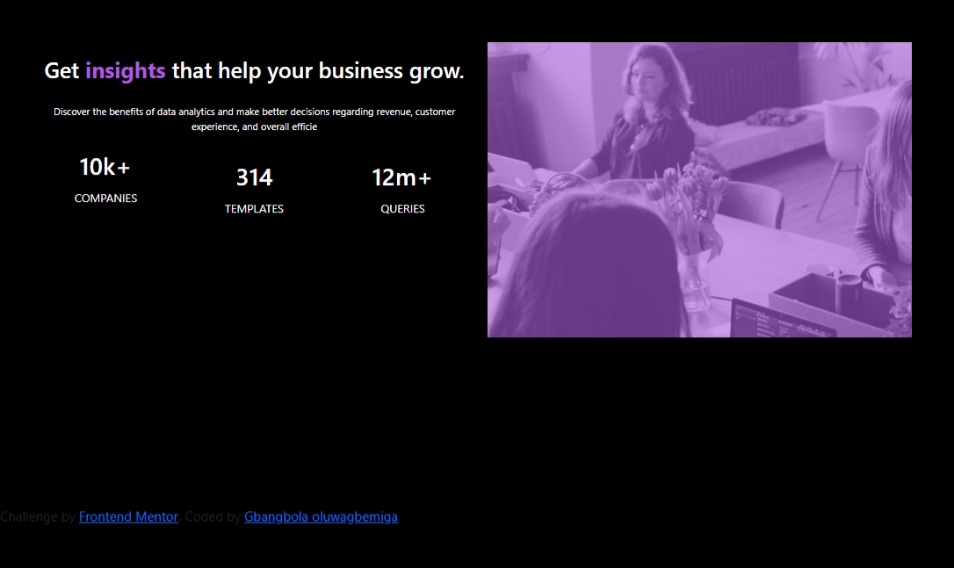 Get insights that help your business grow.
Discover the benefits of data analytics and make better decisions regarding revenue, customer
experience, and overall efficie
10k+
314
12m+
COMPANIES
TEMPLATES
QUERIES
Challenge by Frontend Mentor. Coded by Gbangbola oluwagbemiga.